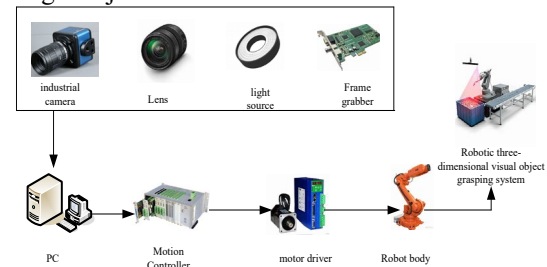 industrial
camera
Lens
light
source
Frame
grabber
Robotic three-
dimensional visual object
grasping system
PC
Motion
Controller
motor driver
Robot body